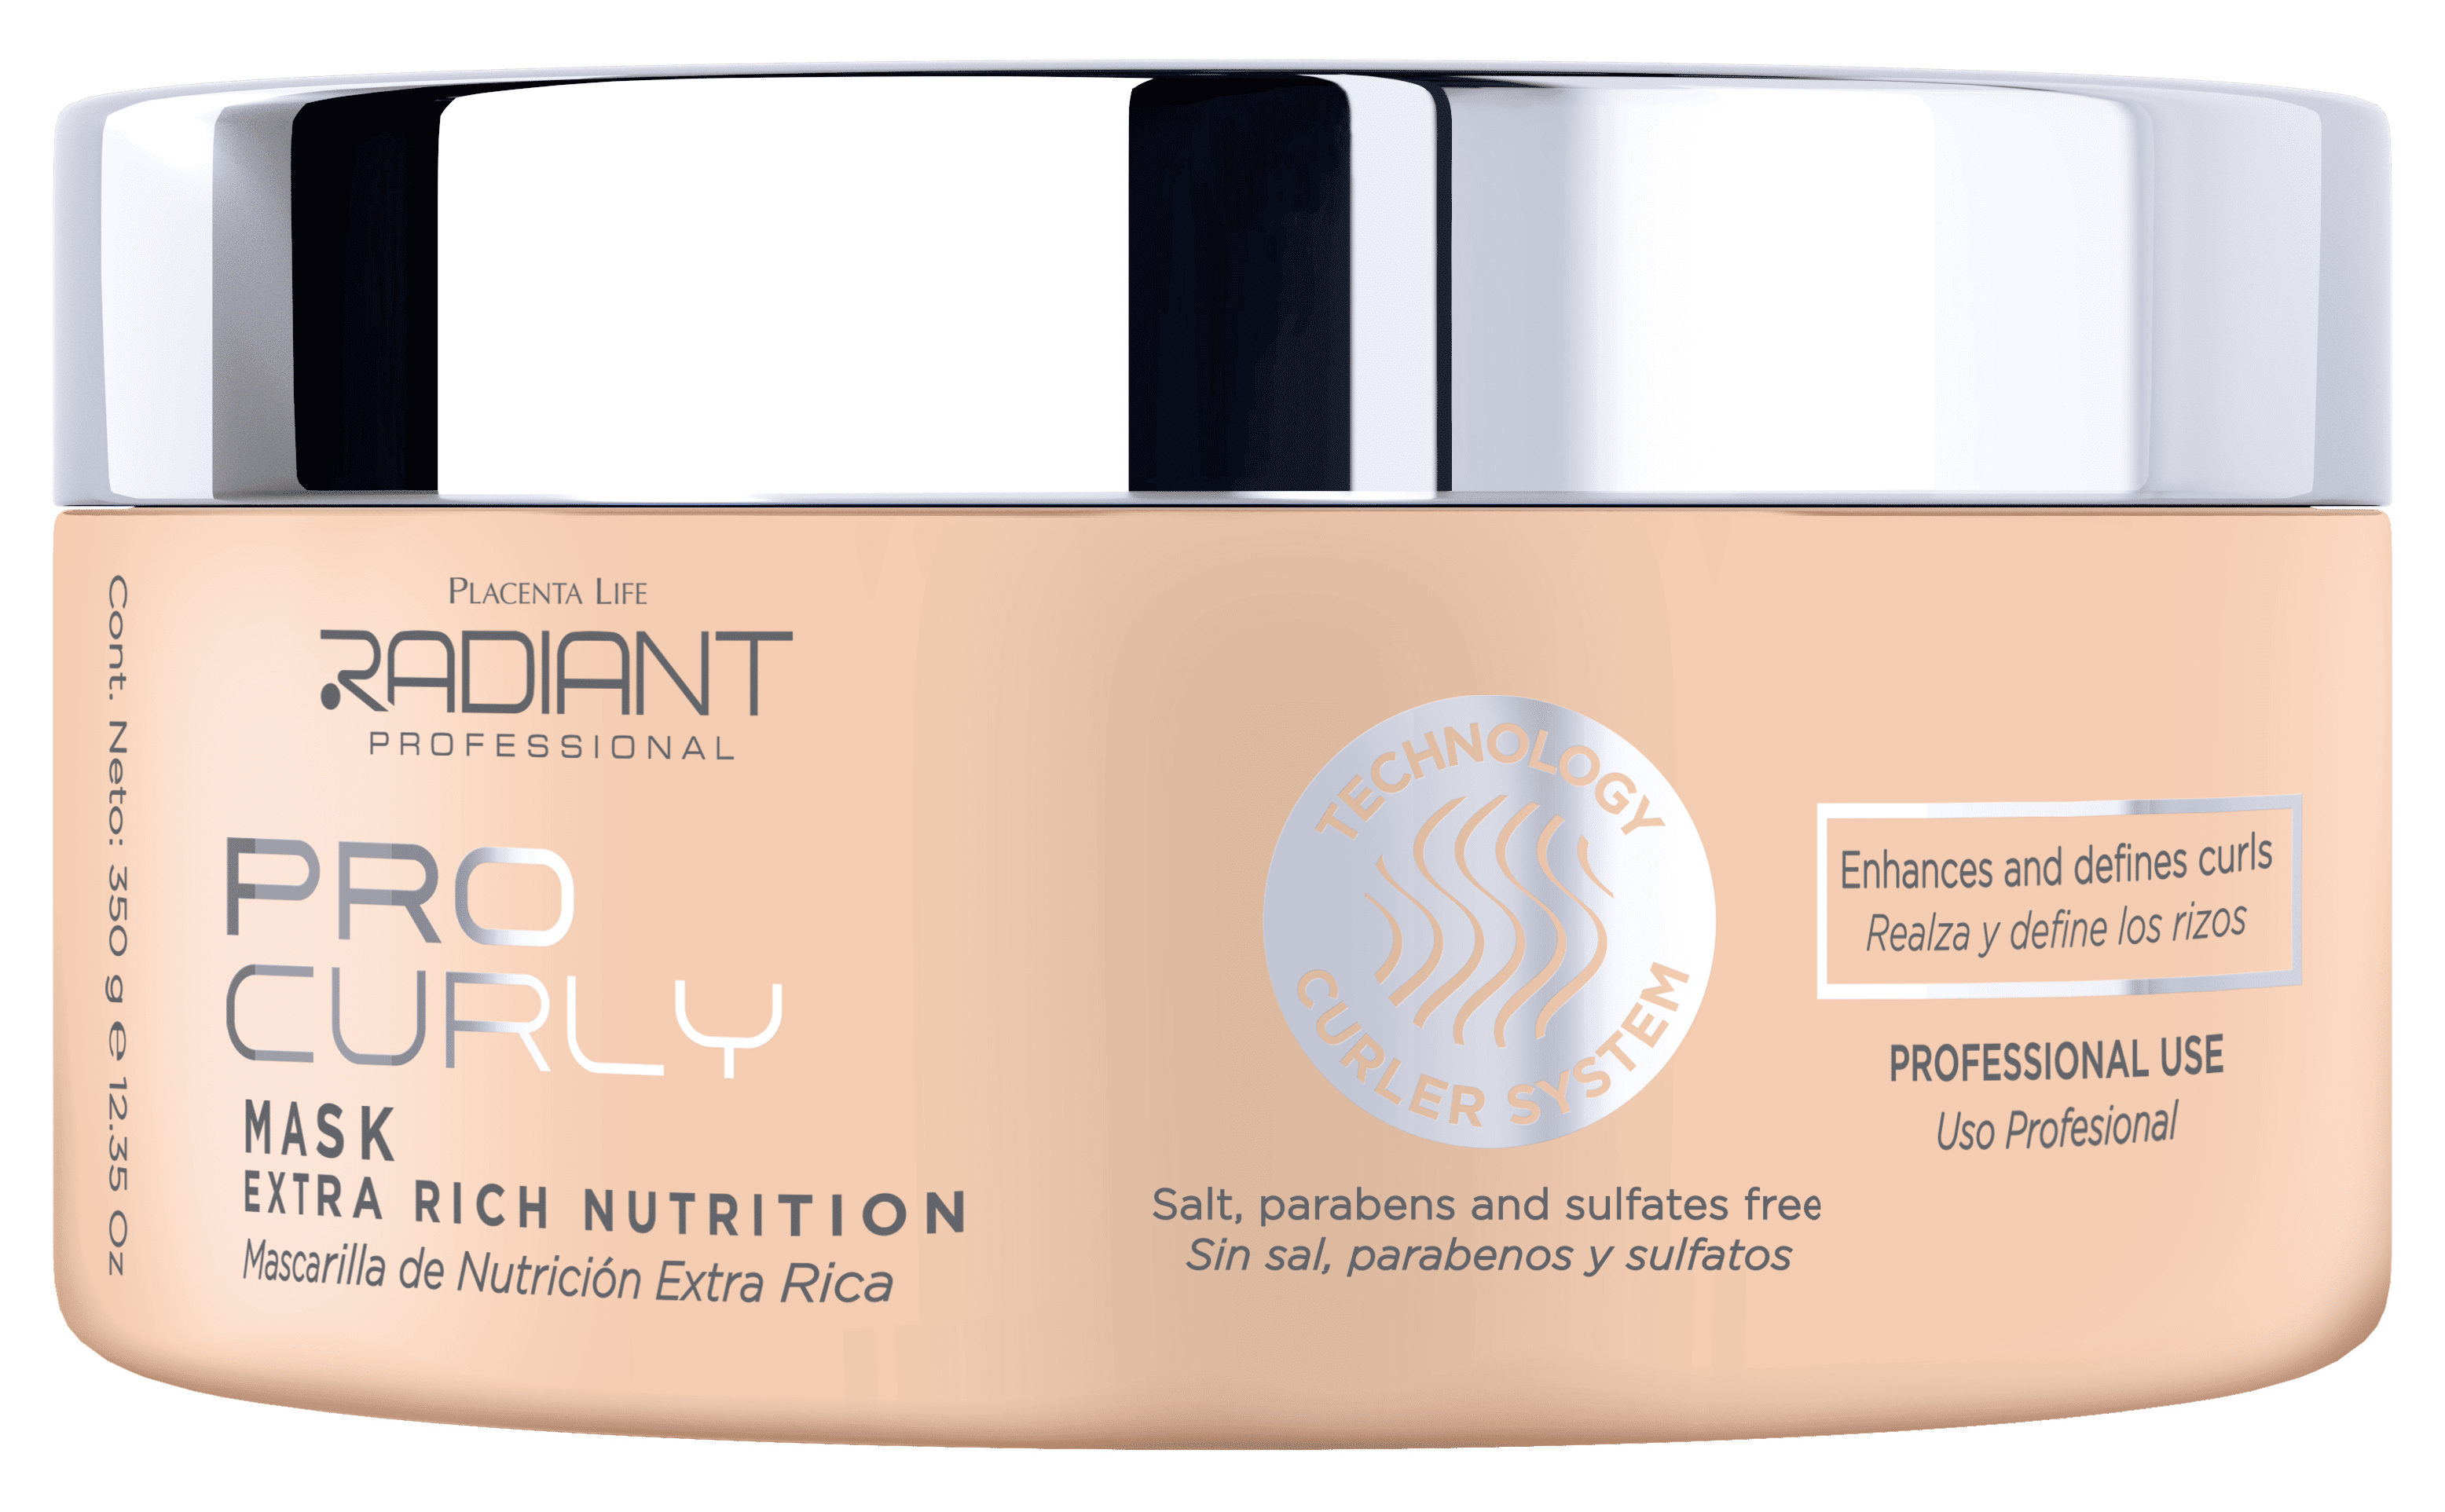 PLACENTA LIFE
RADIANT
PROFESSIONAL
PRO
CURLY
MASK
EXTRA RICH NUTRITION
Mascarilla de Nutrición Extra Rica
Cont. Neto: 350 g e 12.35 Oz
TECHNOLOGY
CURLER SYSTEM
Salt, parabens and sulfates free
Sin sal, parabenos y sulfatos
Enhances and defines curls
Realza y define los rizos
PROFESSIONAL USE
Uso Profesional